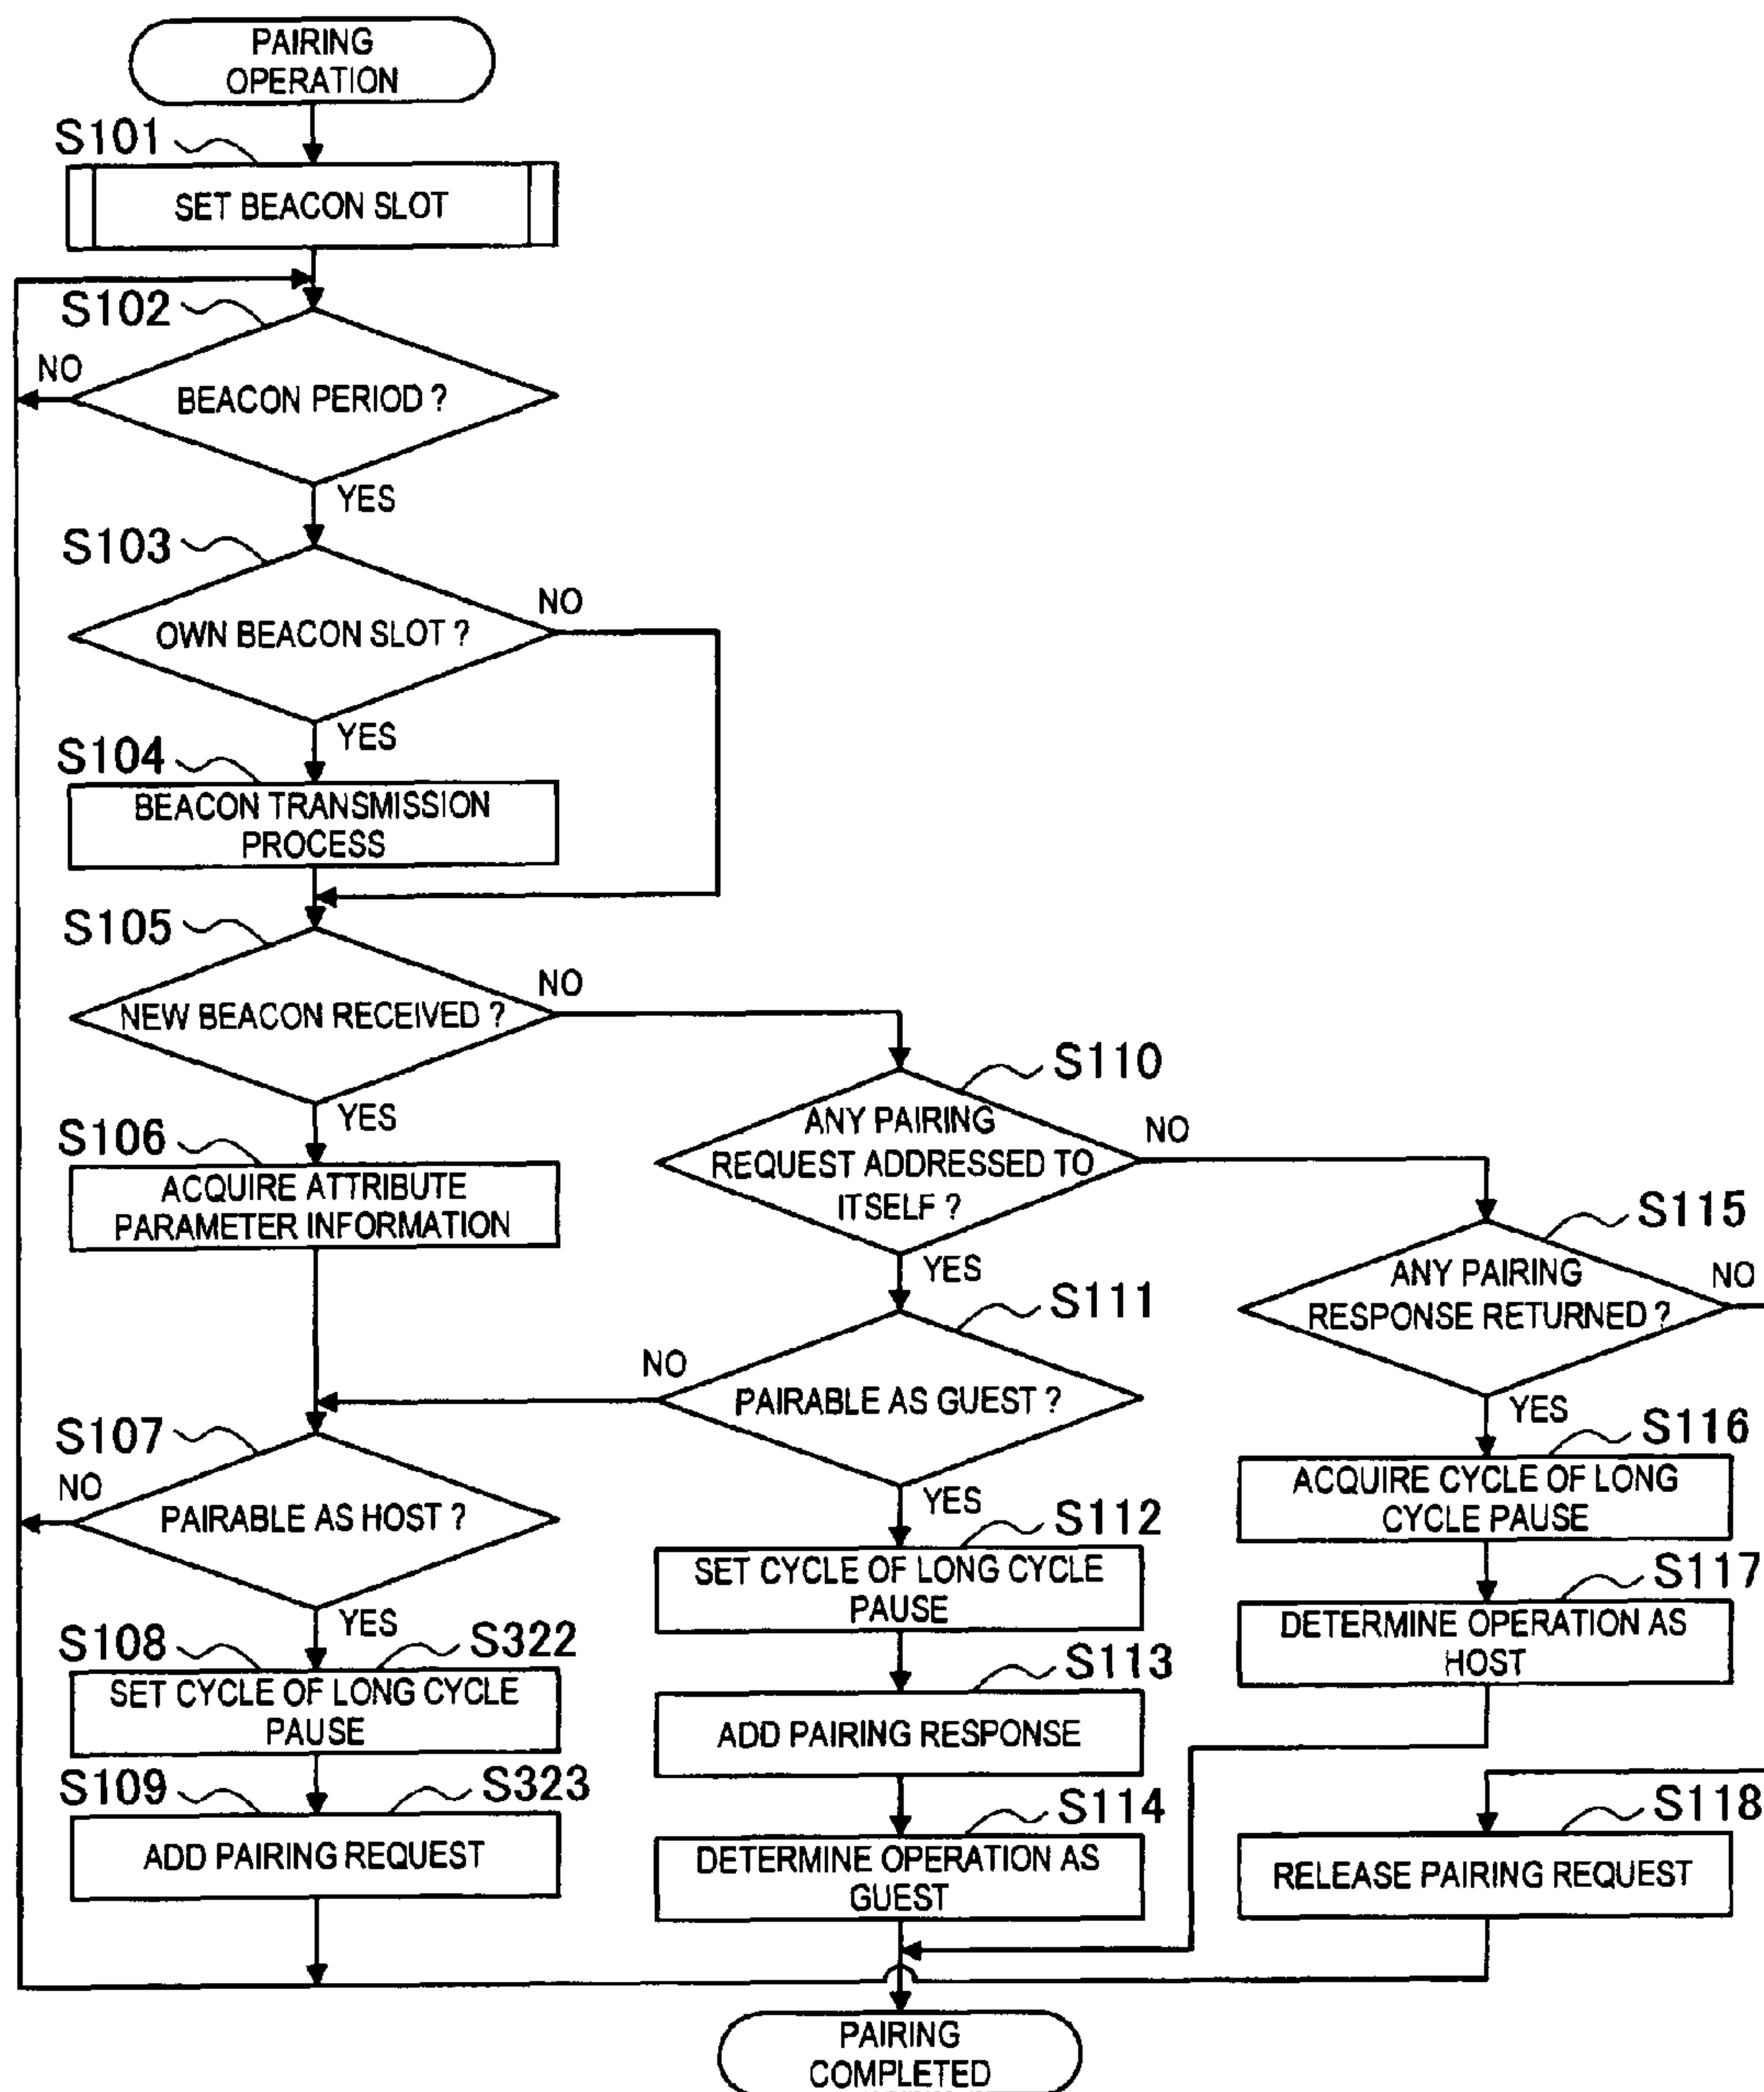 PAIRING
OPERATION
S101
SET BEACON SLOT
S102
NO
BEACON PERIOD ?
YES
S103
NO
OWN BEACON SLOT ?
YES
S104
BEACON TRANSMISSION
PROCESS
S105
NO
NEW BEACON RECEIVED ?
YES
S106
ACQUIRE ATTRIBUTE
PARAMETER INFORMATION
S107
NO
PAIRABLE AS HOST ?
YES
S108
S322
SET CYCLE OF LONG CYCLE
PAUSE
S109
S323
ADD PAIRING REQUEST
S110
ANY PAIRING
REQUEST ADDRESSED TO
ITSELF ?
NO
YES
S111
NO
PAIRABLE AS GUEST ?
YES
S112
SET CYCLE OF LONG CYCLE
PAUSE
S113
ADD PAIRING RESPONSE
S114
DETERMINE OPERATION AS
GUEST
S115
ANY PAIRING
RESPONSE RETURNED ?
NO
YES
S116
ACQUIRE CYCLE OF LONG
CYCLE PAUSE
S117
DETERMINE OPERATION AS
HOST
S118
RELEASE PAIRING REQUEST
PAIRING
COMPLETED